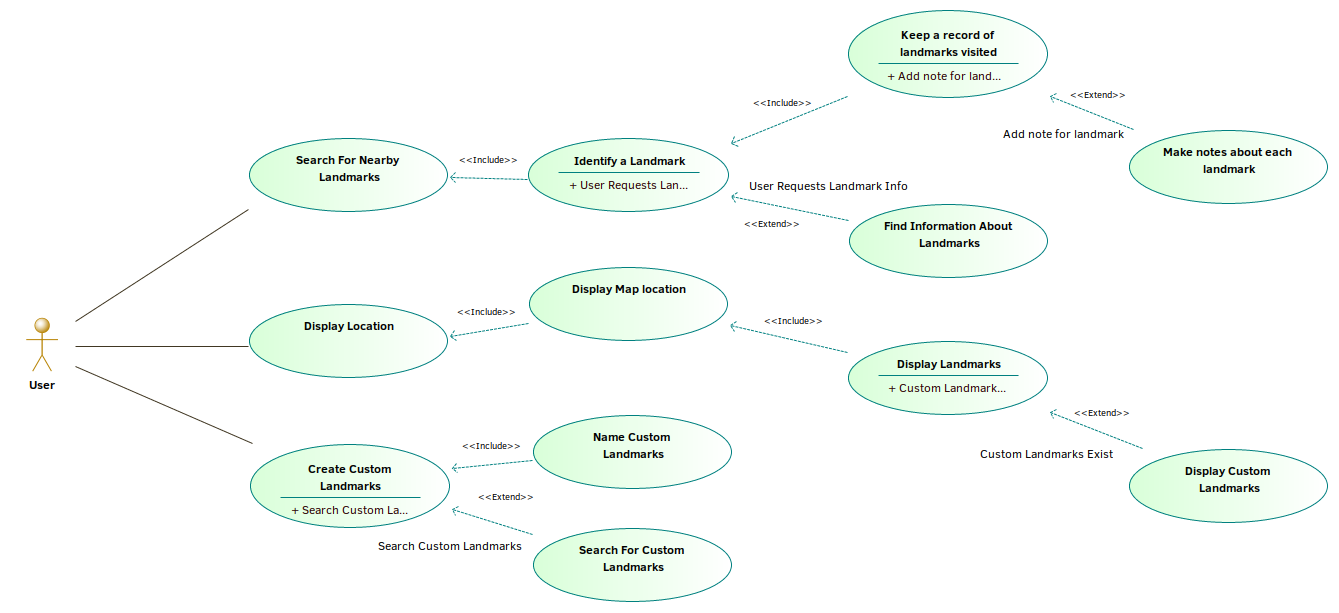 Keep a record of
landmarks visited
+ Add note for land...
<<Include>>
<<Extend>>
Add note for landmark
Make notes about each
landmark
Search For Nearby
Landmarks
<<Include>>
Identify a Landmark
+ User Requests Lan...
User Requests Landmark Info
<<Extend>>
Find Information About
Landmarks
Display Map location
Display Location
<<Include>>
<<Include>>
User
Display Landmarks
+ Custom Landmark...
<<Extend>>
Custom Landmarks Exist
Display Custom
Landmarks
Name Custom
Landmarks
<<Include>>
Create Custom
Landmarks
+ Search Custom La...
<<Extend>>
Search Custom Landmarks
Search For Custom
Landmarks